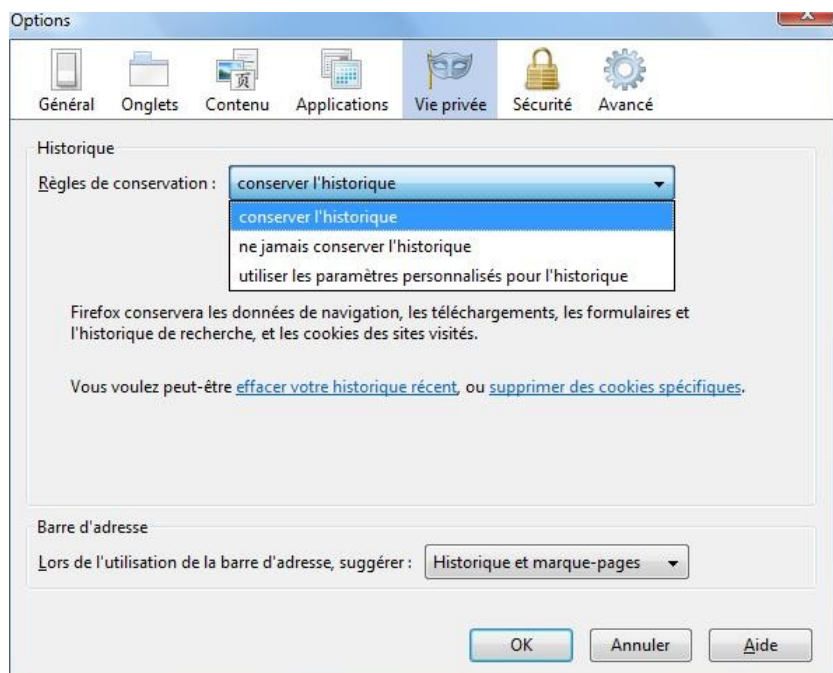 Options
Général Onglets Contenu Applications Vie privée Sécurité Avancé
Historique
Règles de conservation : conserver l'historique
conserver l'historique
ne jamais conserver l'historique
utiliser les paramètres personnalisés pour l'historique
Firefox conservera les données de navigation, les téléchargements, les formulaires et
l'historique de recherche, et les cookies des sites visités.
Vous voulez peut-être effacer votre historique récent, ou supprimer des cookies spécifiques.
Barre d'adresse
Lors de l'utilisation de la barre d'adresse, suggérer : Historique et marque-pages
OK Annuler Aide